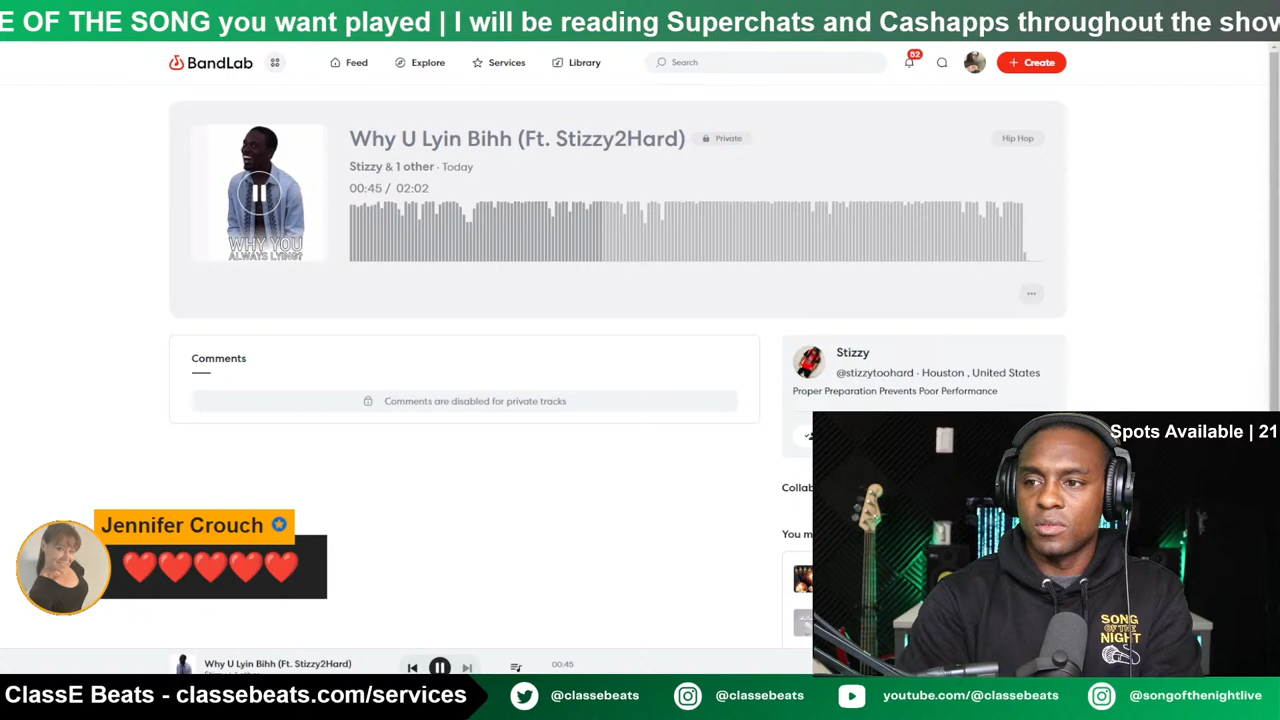 E OF THE SONG you want played | I will be reading Superchats and Cashapps throughout the show
BandLab
Feed
Explore
Services
Library
Search
52
+ Create
Why U Lyin Bihh (Ft. Stizzy2Hard)
Private
Hip Hop
Stizzy & 1 other · Today
00:45 / 02:02
WHY YOU
ALWAYS LYING?
...
Comments
Comments are disabled for private tracks
Stizzy
@stizzytoohard · Houston , United States
Proper Preparation Prevents Poor Performance
Spots Available | 21
Collab
You m
Jennifer Crouch
SONG
OF THE
NIGHT
Why U Lyin Bihh (Ft. Stizzy2Hard)
00:45
ClassE Beats - classebeats.com/services
@classebeats
@classebeats
youtube.com/@classebeats
@songofthenightlive